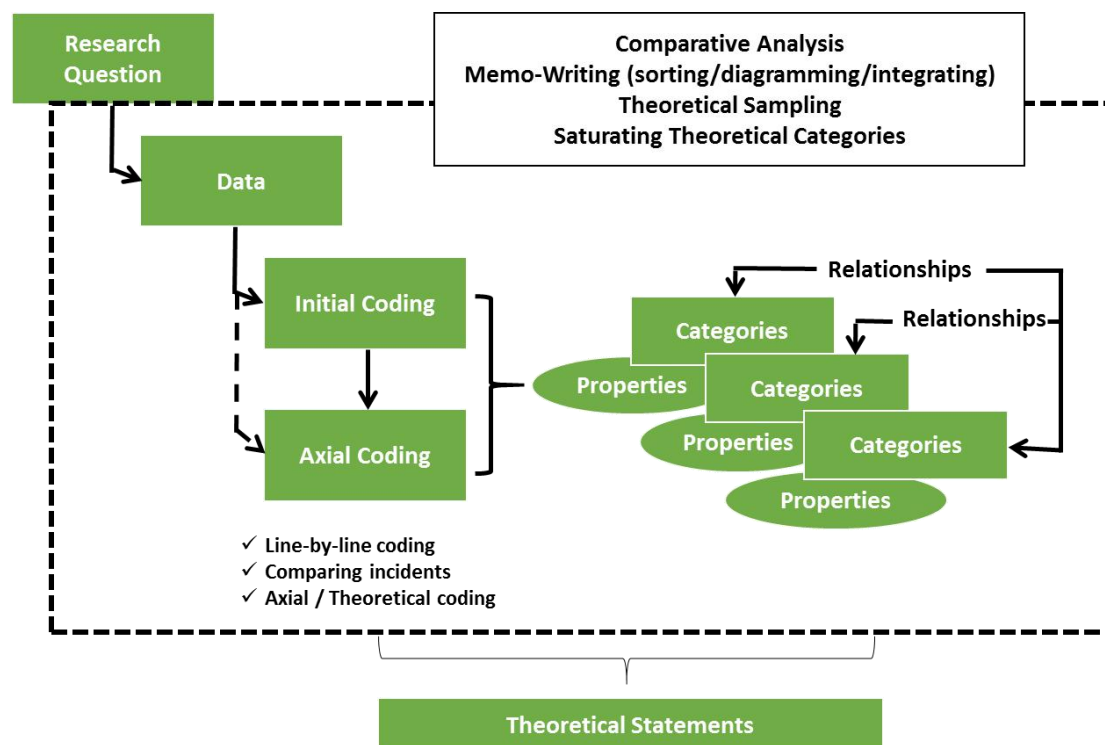 Research
Question
Comparative Analysis
Memo-Writing (sorting/diagramming/integrating)
Theoretical Sampling
Saturating Theoretical Categories
Data
Relationships
Initial Coding
Categories
Relationships
Properties
Categories
Axial Coding
Properties
Categories
Properties
✓ Line-by-line coding
✓ Comparing incidents
✓ Axial / Theoretical coding
Theoretical Statements